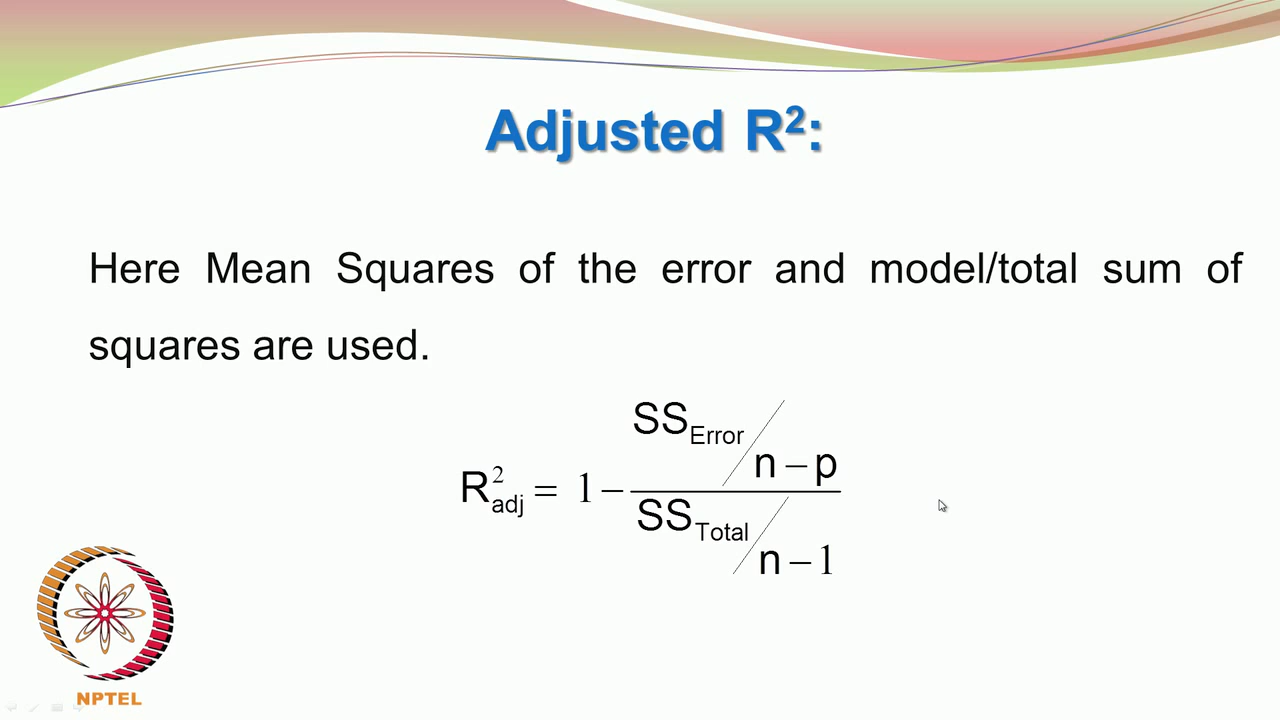 Adjusted R²:
Here Mean Squares of the error and model/total sum of
squares are used.
R²adj = 1 − (SSError / n − p) / (SSTotal / n − 1)
NPTEL